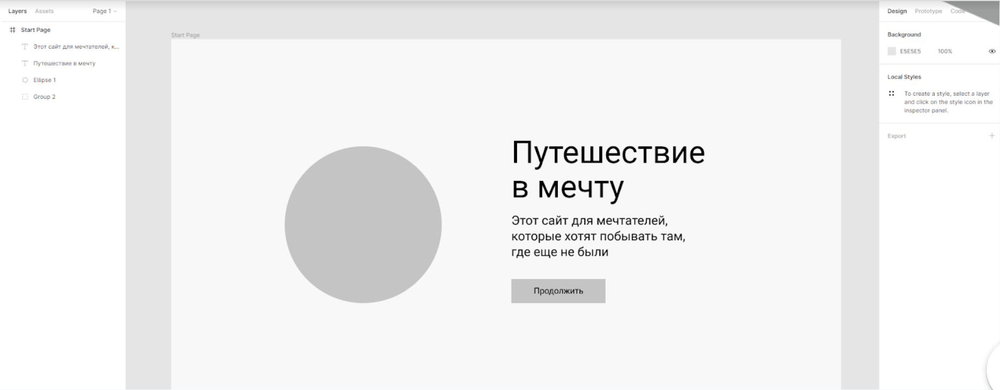 Layers Assets Page 1
Start Page
Этот сайт для мечтателей, к...
Путешествие в мечту
Ellipse 1
Group 2
Start Page
Путешествие
в мечту
Этот сайт для мечтателей,
которые хотят побывать там,
где еще не были
Продолжить
Design Prototype Code
Background
E5E5E5 100%
Local Styles
To create a style, select a layer
and click on the style icon in the
inspector panel.
Export